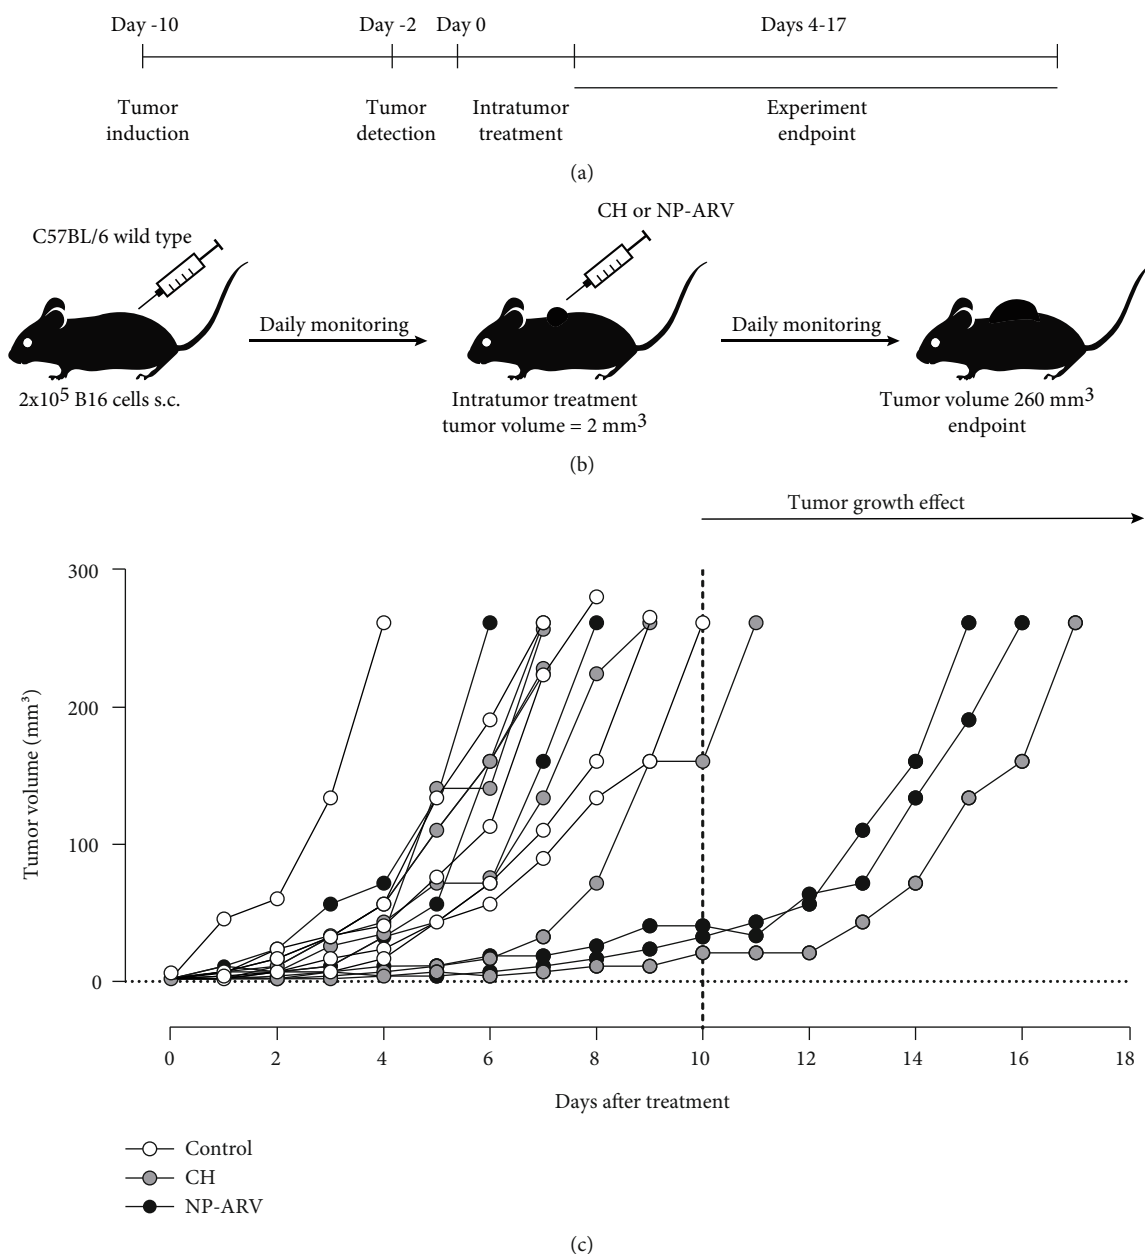 Day -10 Day -2 Day 0 Days 4-17
Tumor induction
Tumor detection
Intratumor treatment
Experiment endpoint
(a)
C57BL/6 wild type
2x10⁵ B16 cells s.c.
Daily monitoring
CH or NP-ARV
Intratumor treatment
tumor volume = 2 mm³
Daily monitoring
Tumor volume 260 mm³
endpoint
(b)
Tumor growth effect
Tumor volume (mm³)
300
200
100
0
0 2 4 6 8 10 12 14 16 18
Days after treatment
Control
CH
NP-ARV
(c)